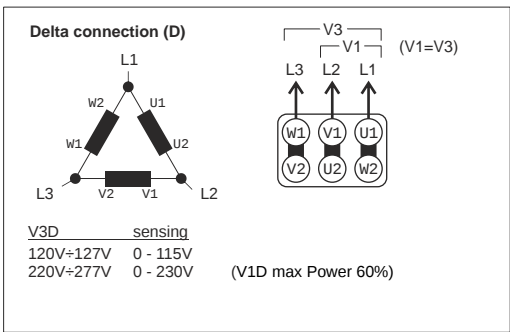 Delta connection (D)
L1
W2 U1
W1 U2
L3 V2 V1 L2
V3
V1 (V1=V3)
L3 L2 L1
W1 V1 U1
V2 U2 W2
V3D sensing
120V÷127V 0 - 115V
220V÷277V 0 - 230V (V1D max Power 60%)